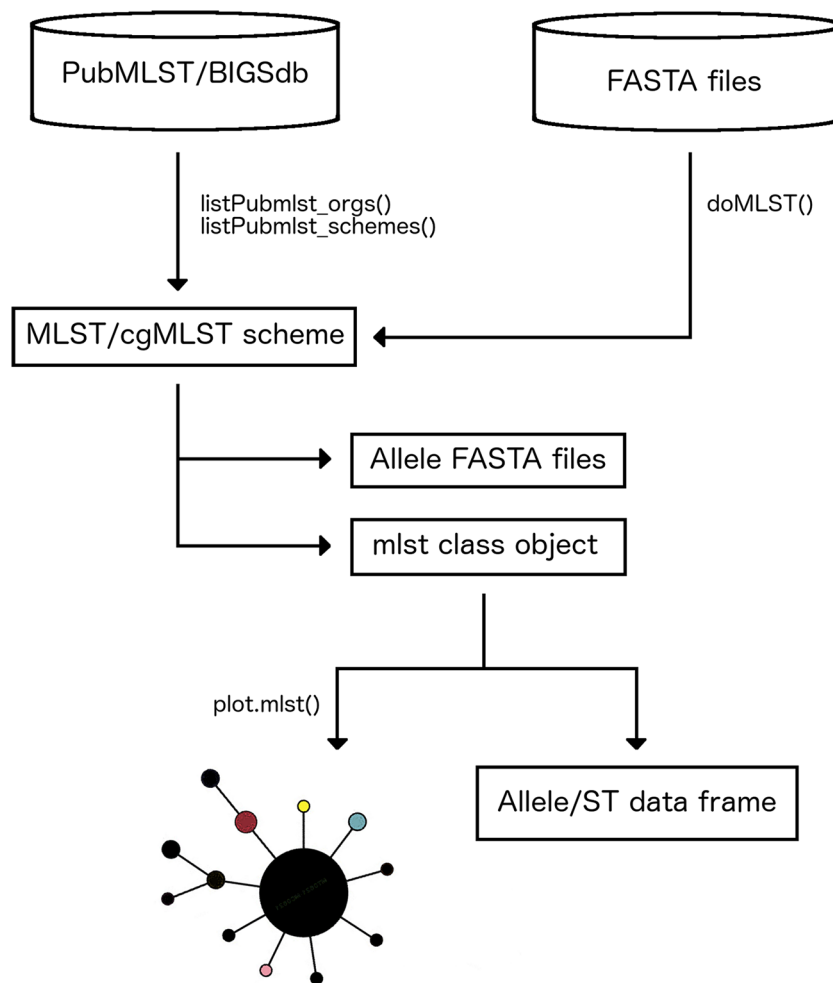 PubMLST/BIGSdb
FASTA files
listPubmlst_orgs()
listPubmlst_schemes()
doMLST()
MLST/cgMLST scheme
Allele FASTA files
mlst class object
plot.mlst()
Allele/ST data frame